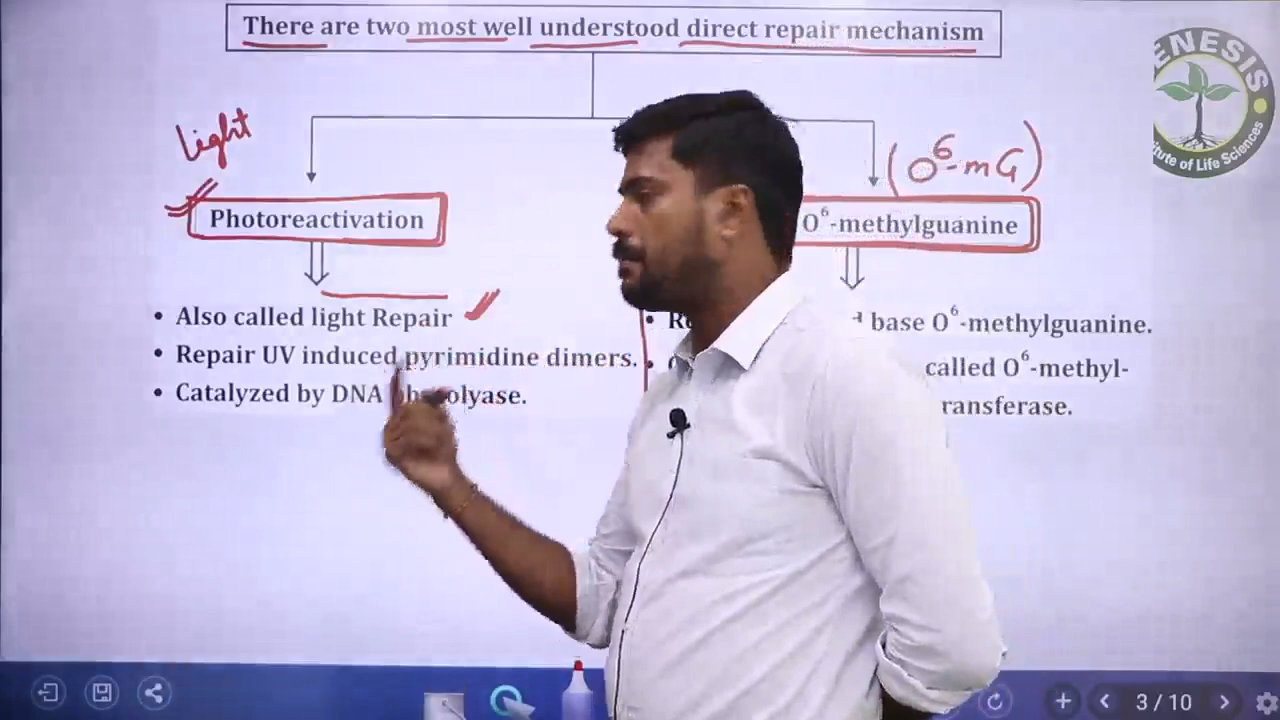 There are two most well understood direct repair mechanism
ENESIS
itute of Life Sciences
Light
(O⁶-mG)
Photoreactivation
O⁶-methylguanine
• Also called light Repair
• Repair UV induced pyrimidine dimers.
• Catalyzed by DNA photolyase.
base O⁶-methylguanine.
called O⁶-methyl-
ransferase.
3 / 10